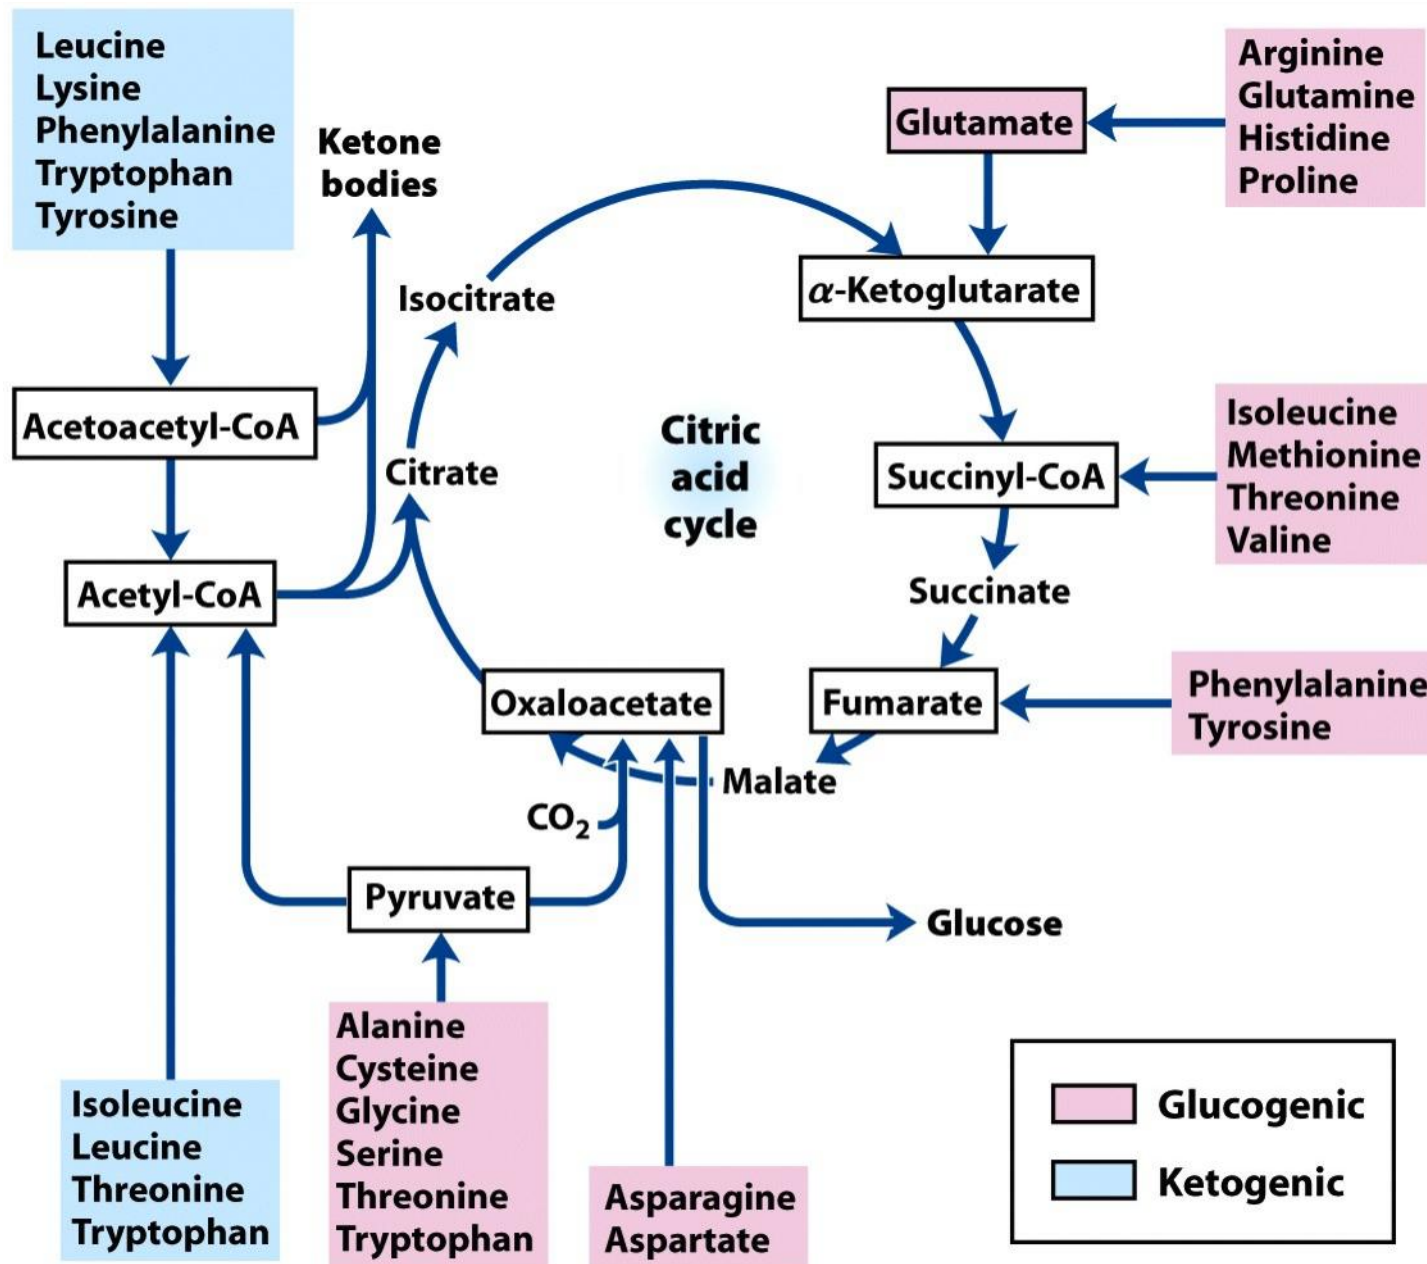 Leucine
Lysine
Phenylalanine
Tryptophan
Tyrosine
Ketone
bodies
Glutamate
Arginine
Glutamine
Histidine
Proline
Isocitrate
α-Ketoglutarate
Acetoacetyl-CoA
Citrate
Citric
acid
cycle
Succinyl-CoA
Isoleucine
Methionine
Threonine
Valine
Acetyl-CoA
Succinate
Oxaloacetate
Fumarate
Phenylalanine
Tyrosine
Malate
CO₂
Pyruvate
Glucose
Isoleucine
Leucine
Threonine
Tryptophan
Alanine
Cysteine
Glycine
Serine
Threonine
Tryptophan
Asparagine
Aspartate
Glucogenic
Ketogenic